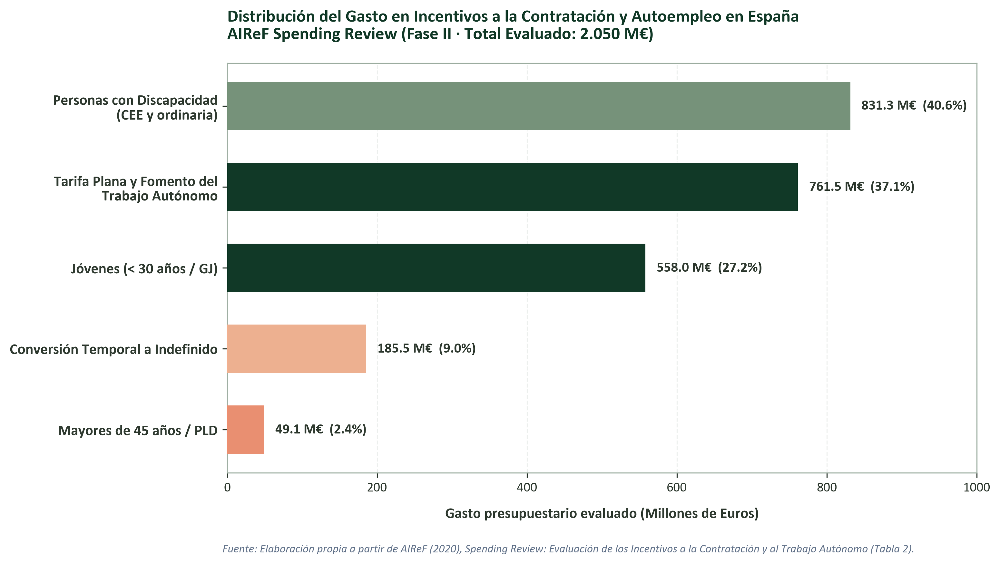 Distribución del Gasto en Incentivos a la Contratación y Autoempleo en España
AIReF Spending Review (Fase II · Total Evaluado: 2.050 M€)
Personas con Discapacidad
(CEE y ordinaria)
831.3 M€ (40.6%)
Tarifa Plana y Fomento del
Trabajo Autónomo
761.5 M€ (37.1%)
Jóvenes (< 30 años / GJ)
558.0 M€ (27.2%)
Conversión Temporal a Indefinido
185.5 M€ (9.0%)
Mayores de 45 años / PLD
49.1 M€ (2.4%)
0 200 400 600 800 1000
Gasto presupuestario evaluado (Millones de Euros)
Fuente: Elaboración propia a partir de AIReF (2020), Spending Review: Evaluación de los Incentivos a la Contratación y al Trabajo Autónomo (Tabla 2).